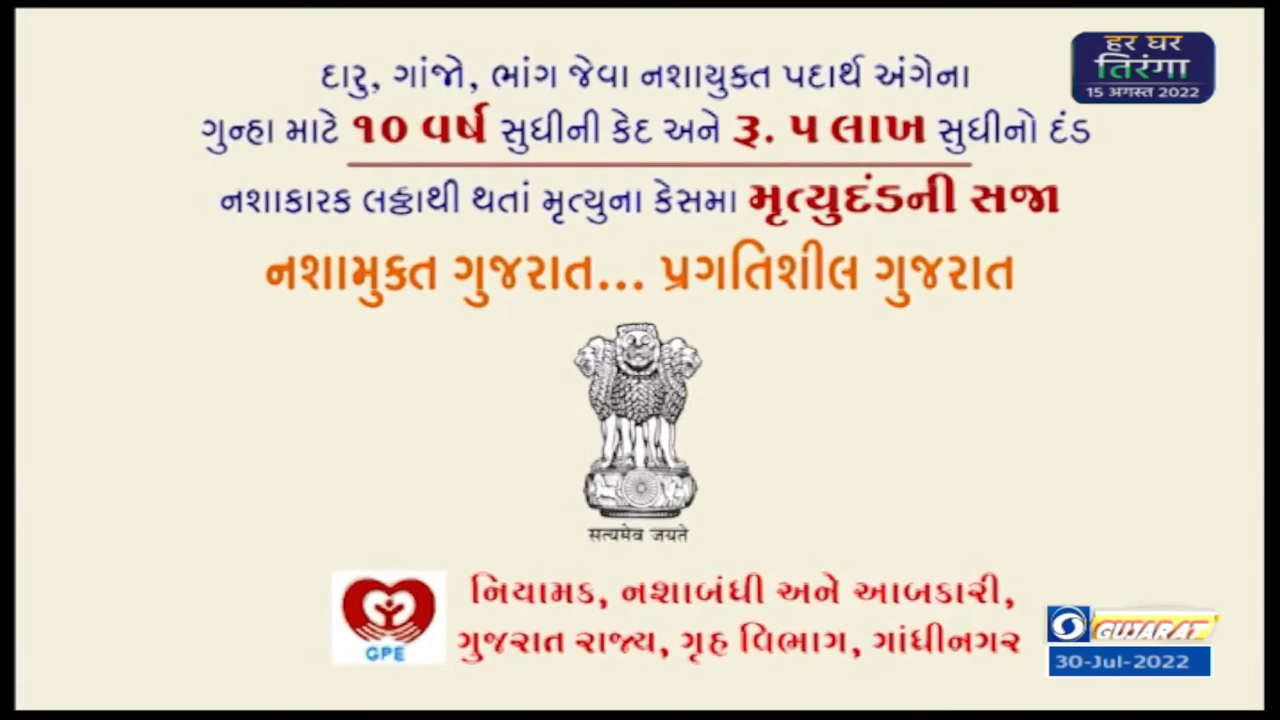 દારુ, ગાંજો, ભાંગ જેવા નશાયુક્ત પદાર્થ અંગેના
ગુન્હા માટે ૧૦ વર્ષ સુધીની કેદ અને રૂ. ૫ લાખ સુધીનો દંડ
નશાકારક લઠ્ઠાથી થતાં મૃત્યુના કેસમા મૃત્યુદંડની સજા
નશામુક્ત ગુજરાત... પ્રગતિશીલ ગુજરાત
सत्यमेव जयते
નિયામક, નશાબંધી અને આબકારી,
ગુજરાત રાજ્ય, ગૃહ વિભાગ, ગાંધીનગર
GPE
हर घर
तिरंगा
15 अगस्त 2022
GUJARAT
30-Jul-2022